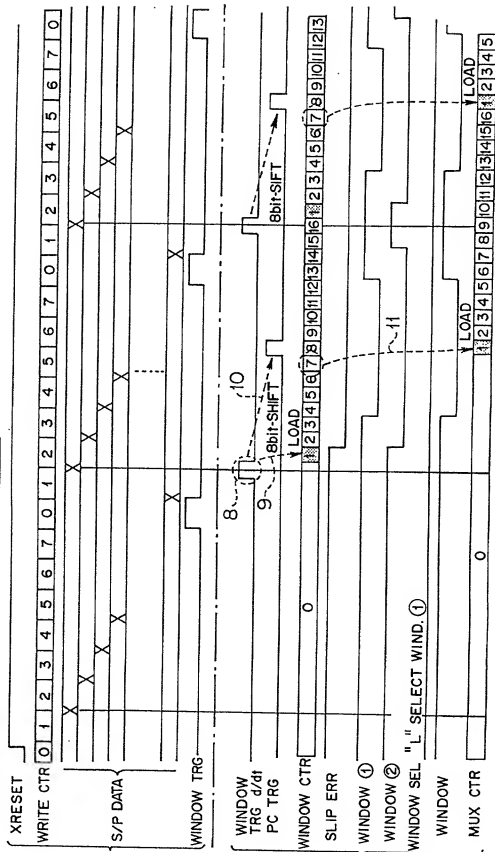 XRESET
WRITE CTR 0 1 2 3 4 5 6 7 0 1 2 3 4 5 6 7 0 1 2 3 4 5 6 7 0
S/P DATA
WINDOW TRG
WINDOW
TRG d/dt
PC TRG
8
9
10
8bit-SHIFT
8bit-SIFT
LOAD
WINDOW CTR 0 1 2 3 4 5 6 7 8 9 10 11 12 13 14 15 16 1 2 3 4 5 6 7 8 9 10 11 12 13
SLIP ERR
WINDOW ①
WINDOW ②
11
WINDOW SEL "L" SELECT WIND. ①
WINDOW
LOAD
LOAD
MUX CTR 0 1 2 3 4 5 6 7 8 9 10 11 12 13 14 15 16 1 2 3 4 5